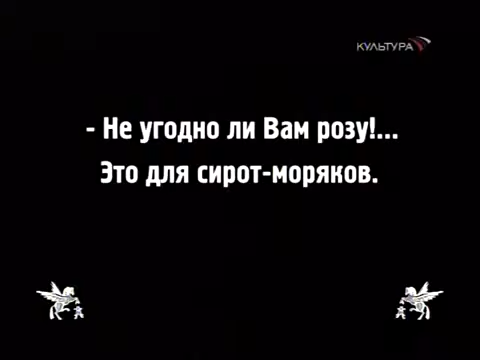 КУЛЬТУРА
- Не угодно ли Вам розу!...
Это для сирот-моряков.